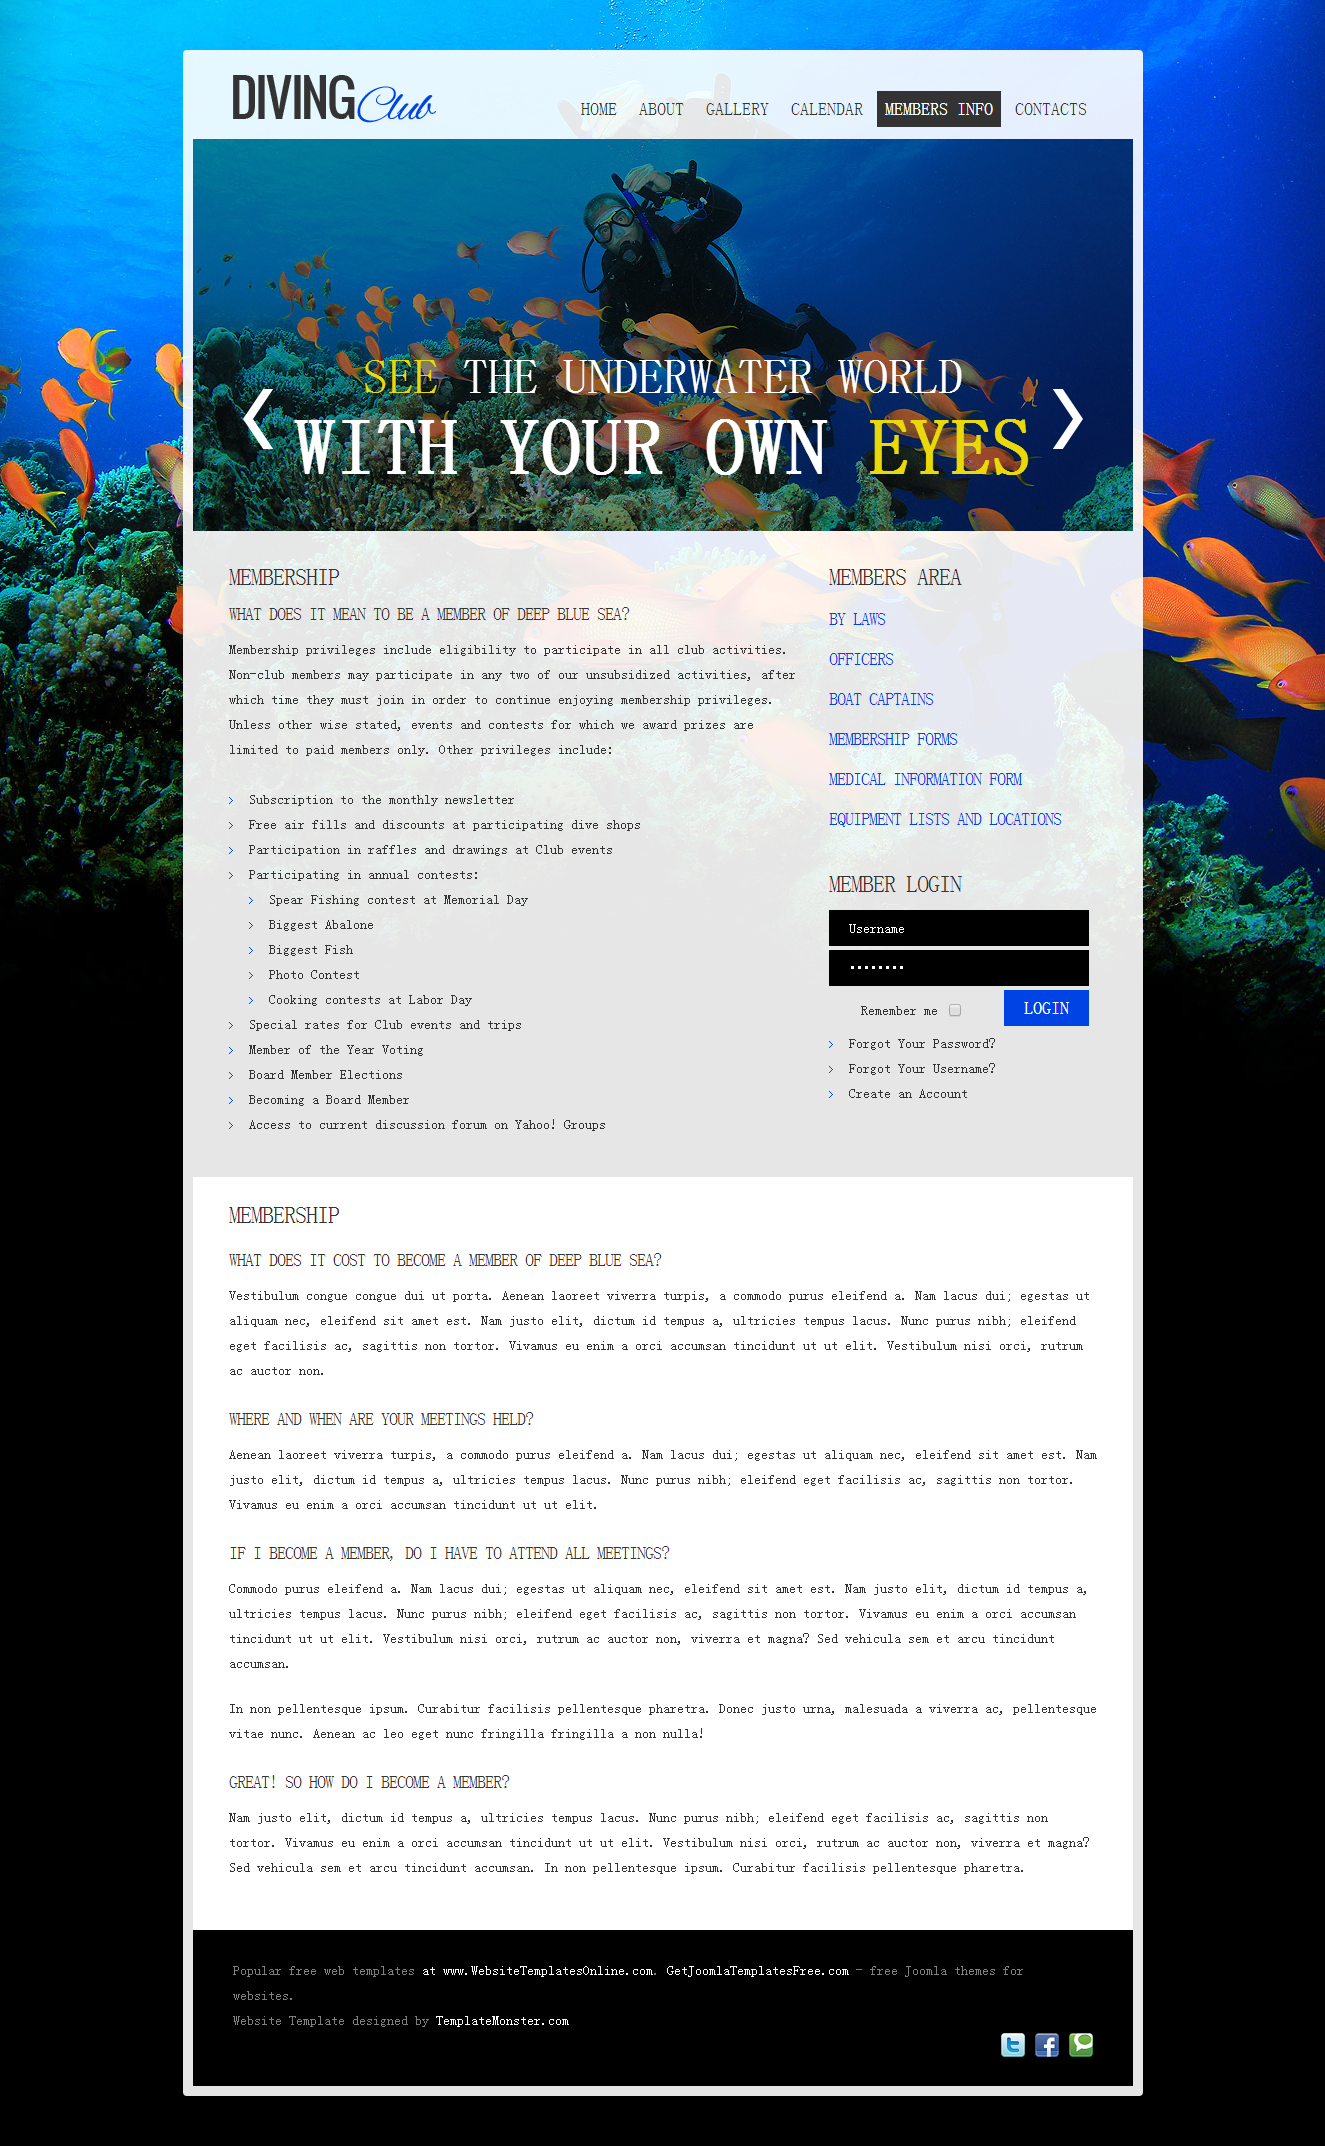 DIVING Club
HOME ABOUT GALLERY CALENDAR MEMBERS INFO CONTACTS
SEE THE UNDERWATER WORLD
WITH YOUR OWN EYES
MEMBERSHIP
WHAT DOES IT MEAN TO BE A MEMBER OF DEEP BLUE SEA?
Membership privileges include eligibility to participate in all club activities.
Non-club members may participate in any two of our unsubsidized activities, after
which time they must join in order to continue enjoying membership privileges.
Unless other wise stated, events and contests for which we award prizes are
limited to paid members only. Other privileges include:
Subscription to the monthly newsletter
Free air fills and discounts at participating dive shops
Participation in raffles and drawings at Club events
Participating in annual contests:
Spear Fishing contest at Memorial Day
Biggest Abalone
Biggest Fish
Photo Contest
Cooking contests at Labor Day
Special rates for Club events and trips
Member of the Year Voting
Board Member Elections
Becoming a Board Member
Access to current discussion forum on Yahoo! Groups
MEMBERS AREA
BY LAWS
OFFICERS
BOAT CAPTAINS
MEMBERSHIP FORMS
MEDICAL INFORMATION FORM
EQUIPMENT LISTS AND LOCATIONS
MEMBER LOGIN
Username
••••••••
Remember me LOGIN
Forgot Your Password?
Forgot Your Username?
Create an Account
MEMBERSHIP
WHAT DOES IT COST TO BECOME A MEMBER OF DEEP BLUE SEA?
Vestibulum congue congue dui ut porta. Aenean laoreet viverra turpis, a commodo purus eleifend a. Nam lacus dui; egestas ut
aliquam nec, eleifend sit amet est. Nam justo elit, dictum id tempus a, ultricies tempus lacus. Nunc purus nibh; eleifend
eget facilisis ac, sagittis non tortor. Vivamus eu enim a orci accumsan tincidunt ut ut elit. Vestibulum nisi orci, rutrum
ac auctor non.
WHERE AND WHEN ARE YOUR MEETINGS HELD?
Aenean laoreet viverra turpis, a commodo purus eleifend a. Nam lacus dui; egestas ut aliquam nec, eleifend sit amet est. Nam
justo elit, dictum id tempus a, ultricies tempus lacus. Nunc purus nibh; eleifend eget facilisis ac, sagittis non tortor.
Vivamus eu enim a orci accumsan tincidunt ut ut elit.
IF I BECOME A MEMBER, DO I HAVE TO ATTEND ALL MEETINGS?
Commodo purus eleifend a. Nam lacus dui; egestas ut aliquam nec, eleifend sit amet est. Nam justo elit, dictum id tempus a,
ultricies tempus lacus. Nunc purus nibh; eleifend eget facilisis ac, sagittis non tortor. Vivamus eu enim a orci accumsan
tincidunt ut ut elit. Vestibulum nisi orci, rutrum ac auctor non, viverra et magna? Sed vehicula sem et arcu tincidunt
accumsan.
In non pellentesque ipsum. Curabitur facilisis pellentesque pharetra. Donec justo urna, malesuada a viverra ac, pellentesque
vitae nunc. Aenean ac leo eget nunc fringilla fringilla a non nulla!
GREAT! SO HOW DO I BECOME A MEMBER?
Nam justo elit, dictum id tempus a, ultricies tempus lacus. Nunc purus nibh; eleifend eget facilisis ac, sagittis non
tortor. Vivamus eu enim a orci accumsan tincidunt ut ut elit. Vestibulum nisi orci, rutrum ac auctor non, viverra et magna?
Sed vehicula sem et arcu tincidunt accumsan. In non pellentesque ipsum. Curabitur facilisis pellentesque pharetra.
Popular free web templates at www.WebsiteTemplatesOnline.com. GetJoomlaTemplatesFree.com – free Joomla themes for
websites.
Website Template designed by TemplateMonster.com